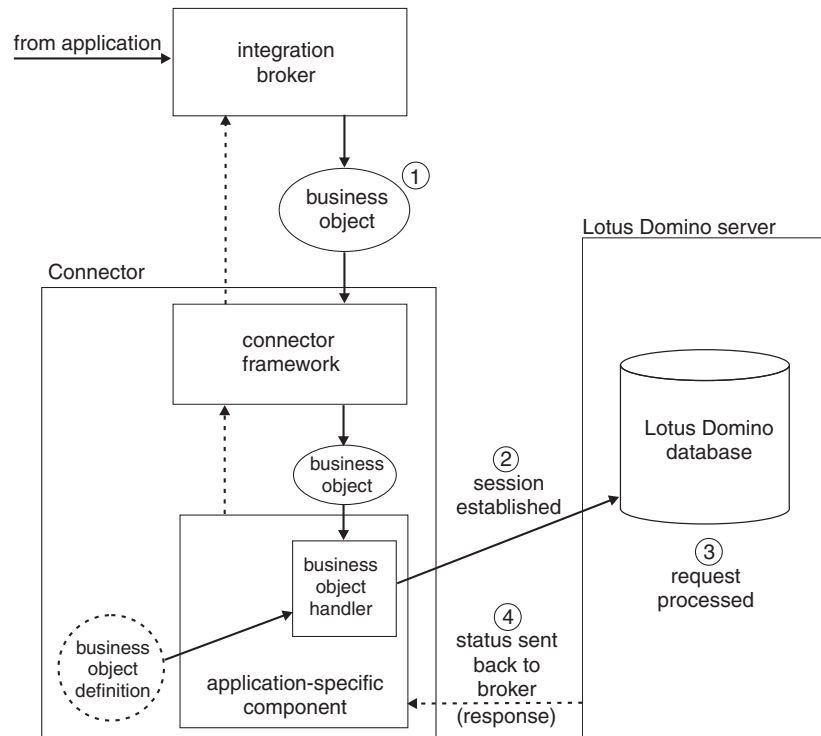 from application
integration
broker
1
business
object
Lotus Domino server
Connector
connector
framework
Lotus Domino
database
business
object
2
session
established
3
request
processed
business
object
handler
4
status sent
back to
broker
(response)
business
object
definition
application-specific
component